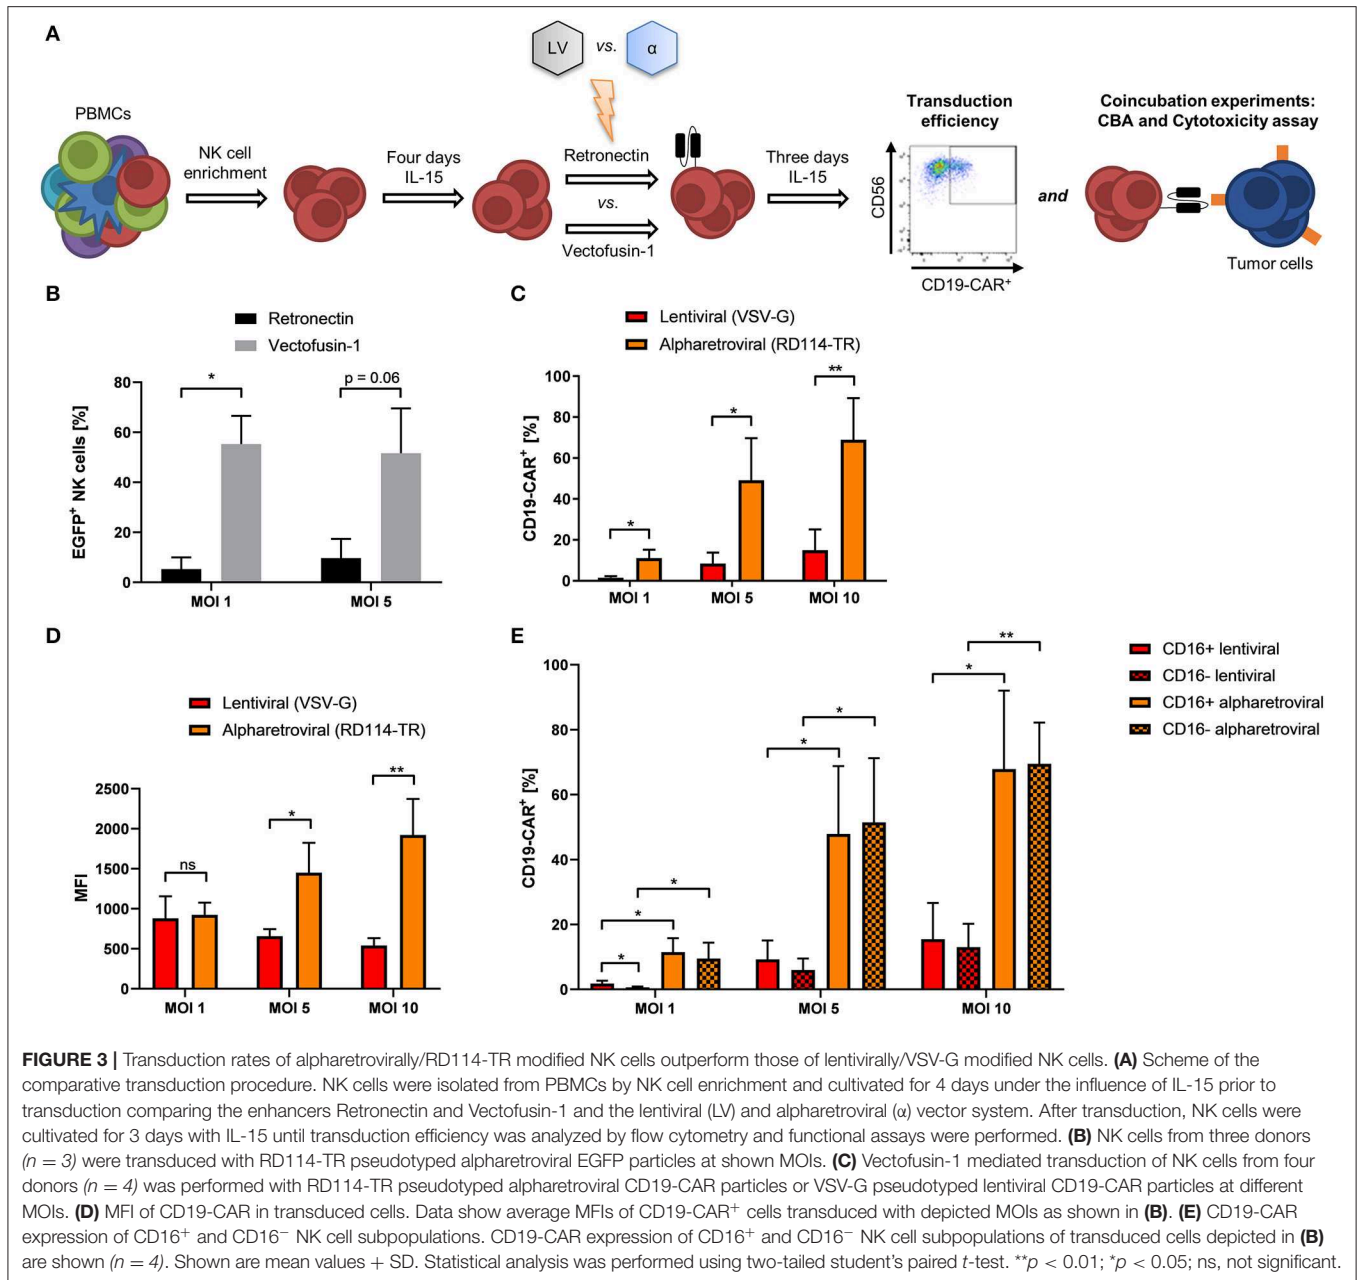 A
LV vs. α
PBMCs
NK cell
enrichment
Four days
IL-15
Retronectin
vs.
Vectofusin-1
Three days
IL-15
Transduction
efficiency
CD56
CD19-CAR⁺
and
Coincubation experiments:
CBA and Cytotoxicity assay
Tumor cells
B
Retronectin
Vectofusin-1
EGFP⁺ NK cells [%]
80
60
40
20
0
*
p = 0.06
MOI 1 MOI 5
C
Lentiviral (VSV-G)
Alpharetroviral (RD114-TR)
CD19-CAR⁺ [%]
100
80
60
40
20
0
*
*
**
MOI 1 MOI 5 MOI 10
D
Lentiviral (VSV-G)
Alpharetroviral (RD114-TR)
MFI
2500
2000
1500
1000
500
0
ns
*
**
MOI 1 MOI 5 MOI 10
E
CD16+ lentiviral
CD16- lentiviral
CD16+ alpharetroviral
CD16- alpharetroviral
CD19-CAR⁺ [%]
100
80
60
40
20
0
*
*
*
*
*
*
**
MOI 1 MOI 5 MOI 10
FIGURE 3 | Transduction rates of alpharetrovirally/RD114-TR modified NK cells outperform those of lentivirally/VSV-G modified NK cells. (A) Scheme of the
comparative transduction procedure. NK cells were isolated from PBMCs by NK cell enrichment and cultivated for 4 days under the influence of IL-15 prior to
transduction comparing the enhancers Retronectin and Vectofusin-1 and the lentiviral (LV) and alpharetroviral (α) vector system. After transduction, NK cells were
cultivated for 3 days with IL-15 until transduction efficiency was analyzed by flow cytometry and functional assays were performed. (B) NK cells from three donors
(n = 3) were transduced with RD114-TR pseudotyped alpharetroviral EGFP particles at shown MOIs. (C) Vectofusin-1 mediated transduction of NK cells from four
donors (n = 4) was performed with RD114-TR pseudotyped alpharetroviral CD19-CAR particles or VSV-G pseudotyped lentiviral CD19-CAR particles at different
MOIs. (D) MFI of CD19-CAR in transduced cells. Data show average MFIs of CD19-CAR⁺ cells transduced with depicted MOIs as shown in (B). (E) CD19-CAR
expression of CD16⁺ and CD16⁻ NK cell subpopulations. CD19-CAR expression of CD16⁺ and CD16⁻ NK cell subpopulations of transduced cells depicted in (B)
are shown (n = 4). Shown are mean values + SD. Statistical analysis was performed using two-tailed student's paired t-test. **p < 0.01; *p < 0.05; ns, not significant.